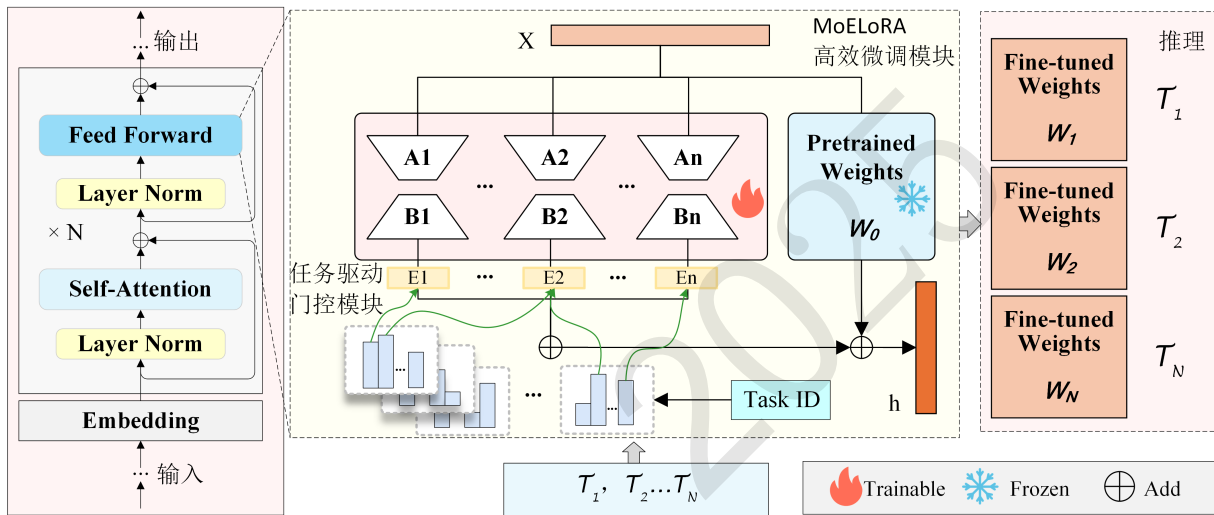 ... 输出
Feed Forward
Layer Norm
× N
Self-Attention
Layer Norm
Embedding
... 输入
X
MoELoRA
高效微调模块
A1
A2
An
...
...
B1
B2
Bn
Pretrained
Weights
W0
任务驱动
门控模块
E1
...
E2
...
En
...
...
...
Task ID
h
T1，T2...TN
推理
Fine-tuned
Weights
W1
T1
Fine-tuned
Weights
W2
T2
Fine-tuned
Weights
WN
TN
Trainable
Frozen
Add
2025